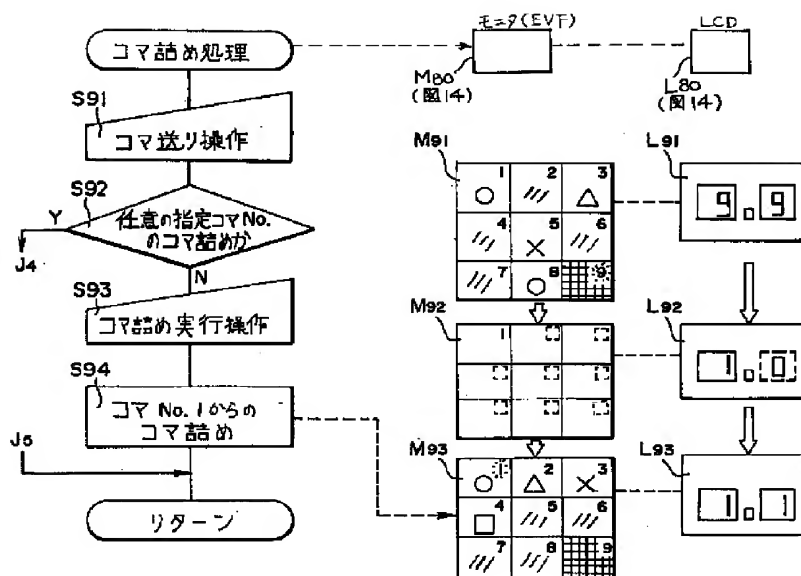 コマ詰め処理
モニタ(EVF)
LCD
M80
(図14)
L80
(図14)
S91
コマ送り操作
S92
Y
任意の指定コマNo.
のコマ詰めか
J4
N
S93
コマ詰め実行操作
S94
コマ No.1からの
コマ詰め
J5
リターン
M91
1 2 3
4 5 6
7 8 9
L91
9.9
M92
1
L92
1.0
M93
1 2 3
4 5 6
7 8 9
L93
1.1